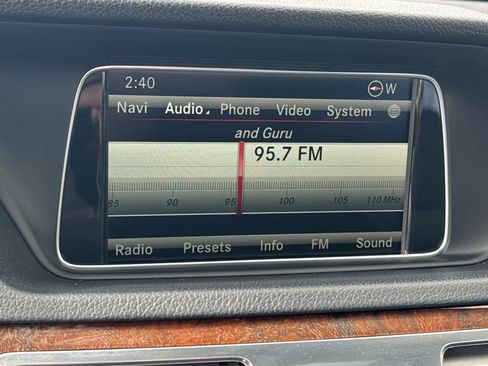 2:40 W
Navi Audio Phone Video System
and Guru
95.7 FM
85 90 95 100 105 110 MHz
Radio Presets Info FM Sound